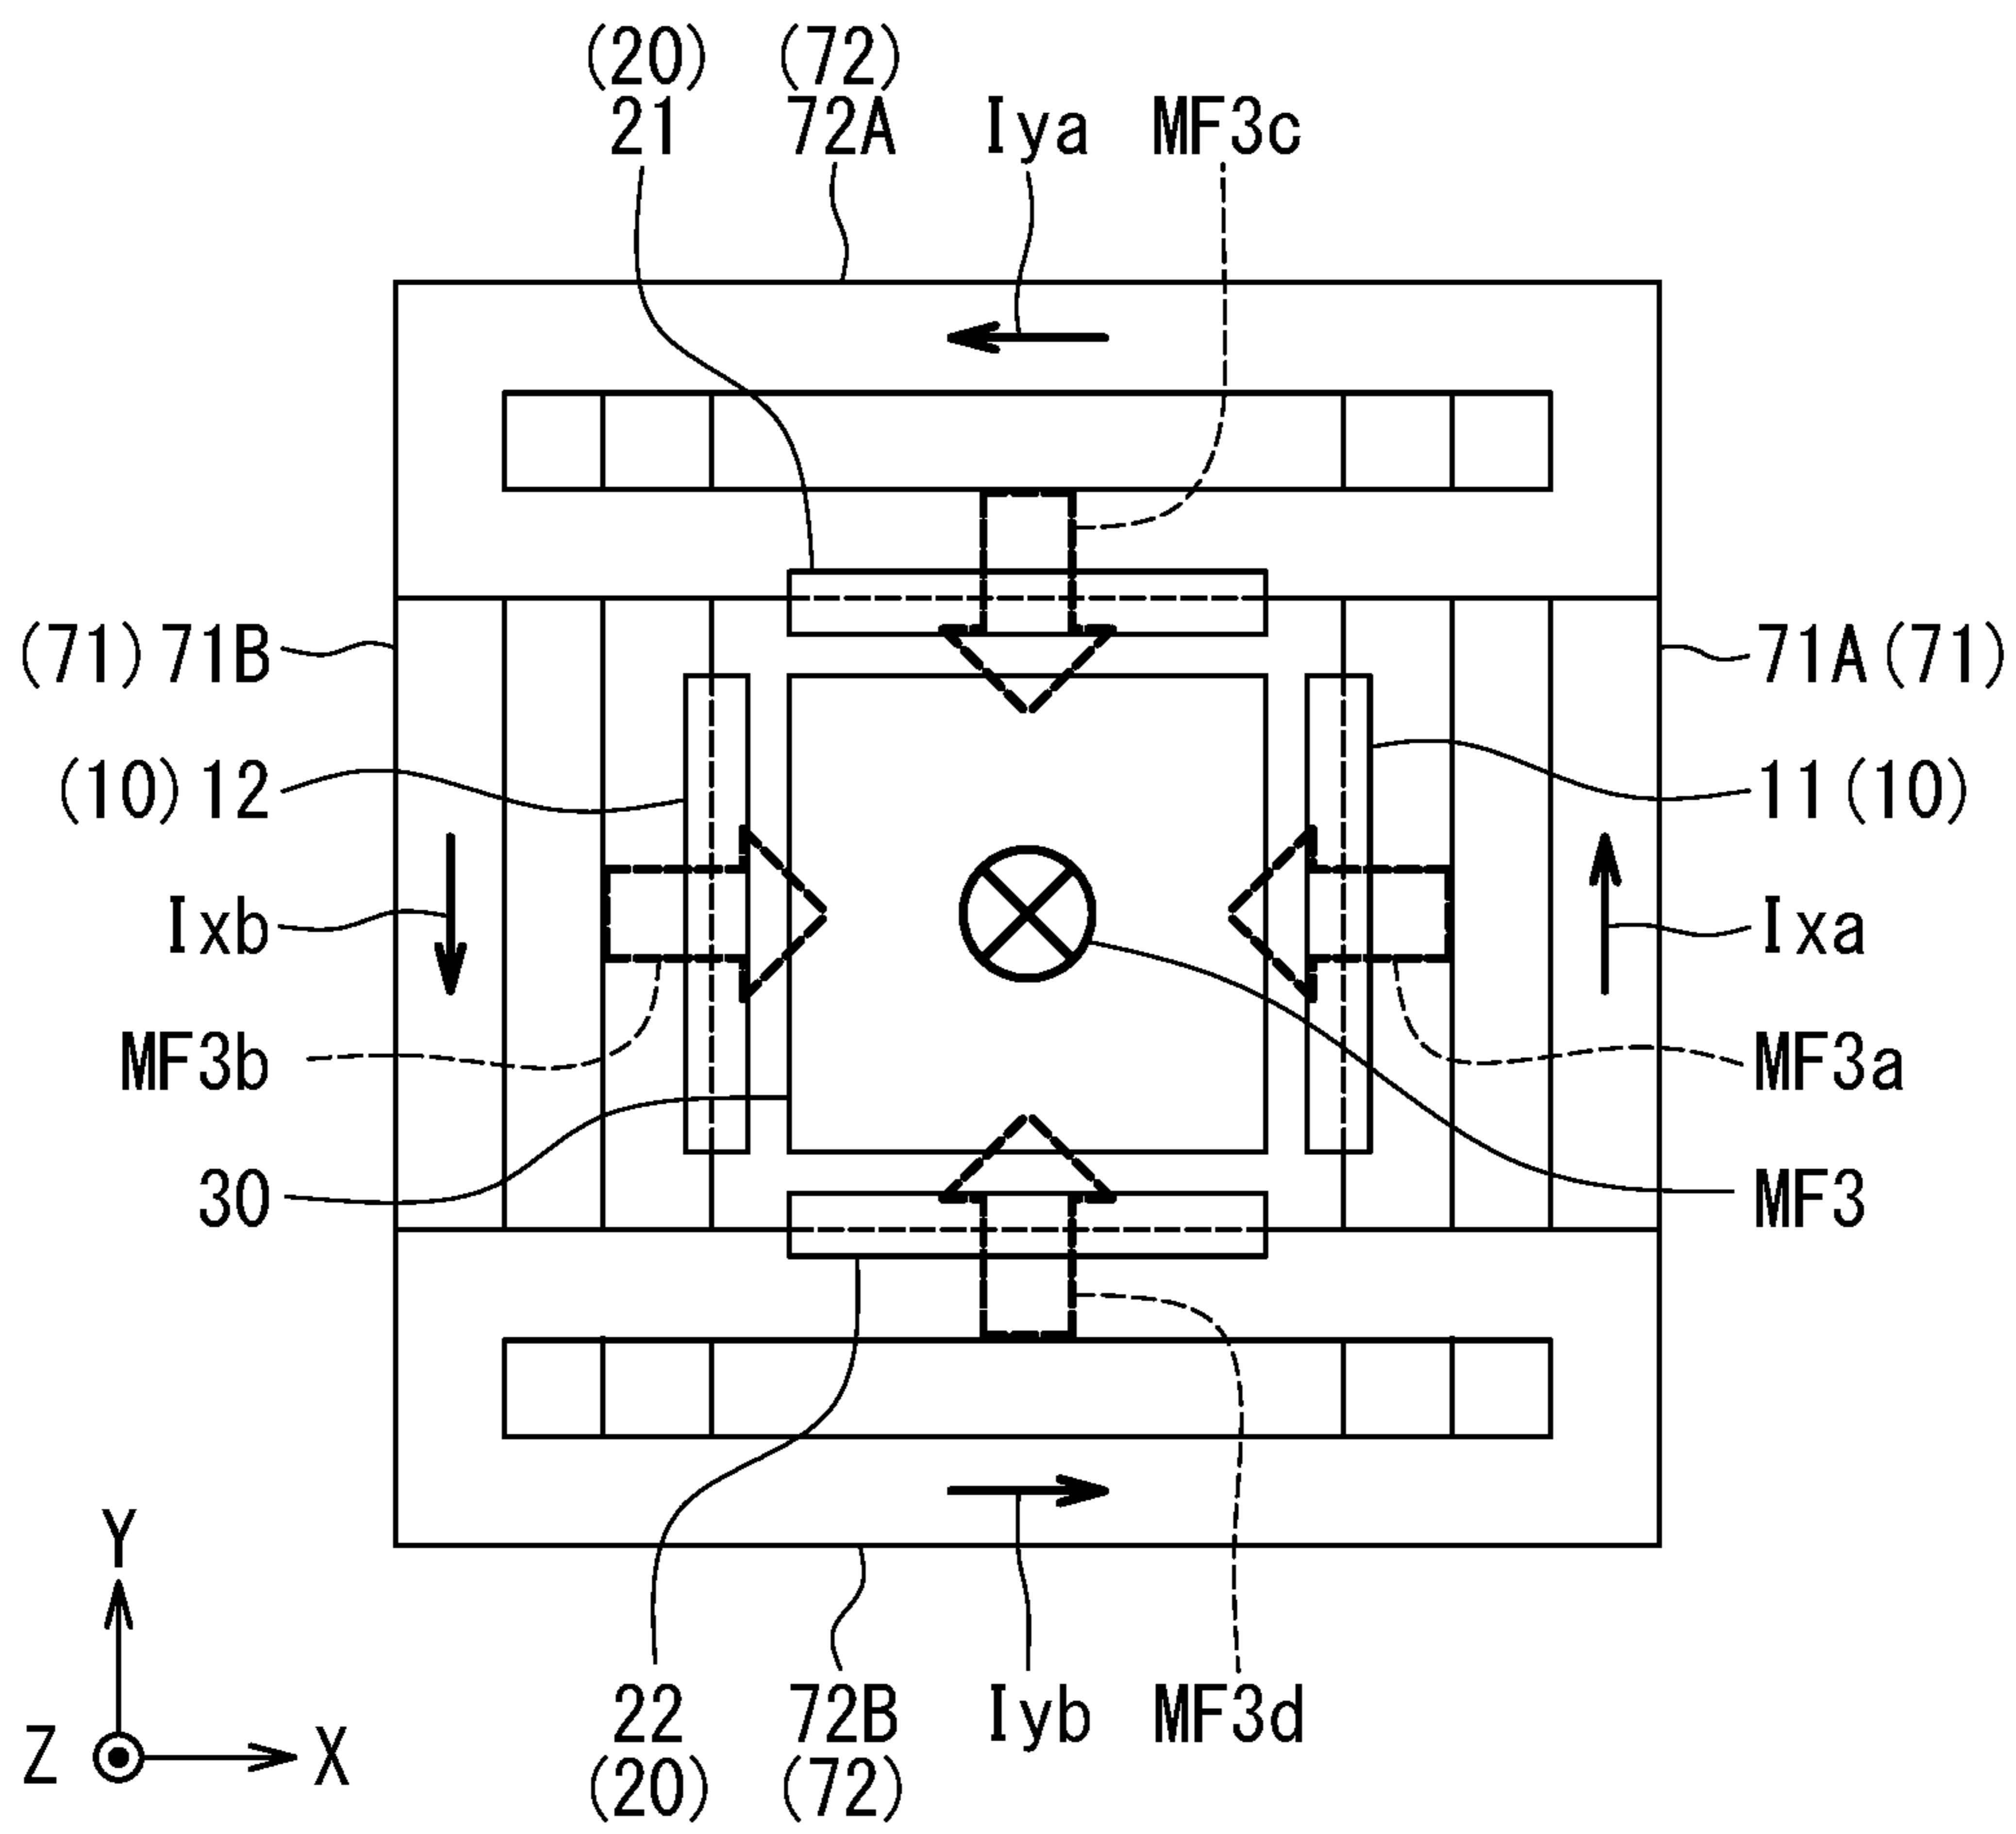 (20) (72)
21 72A Iya MF3c
(71) 71B 71A (71)
(10) 12 11 (10)
Ixb Ixa
MF3b MF3a
30 MF3
Y
Z X
22 72B Iyb MF3d
(20) (72)